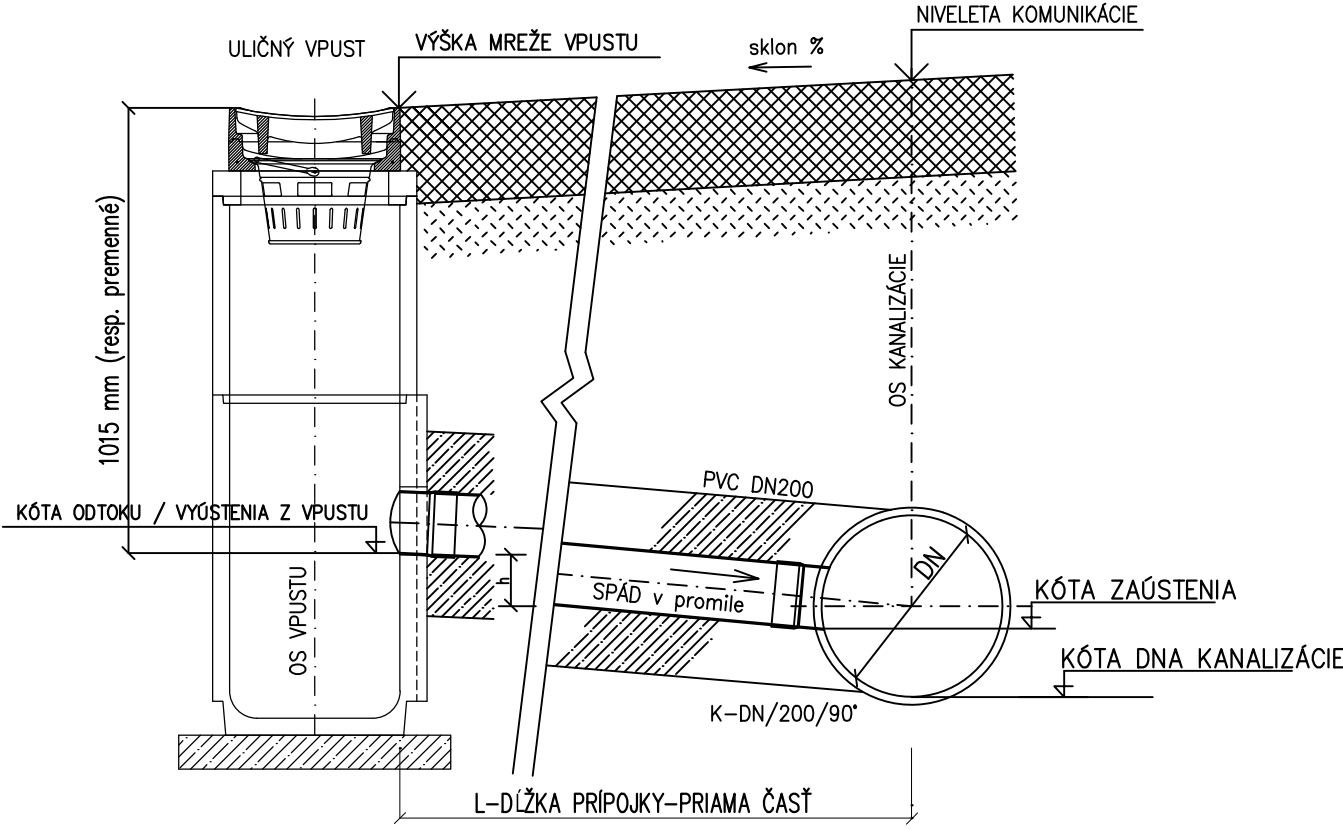 NIVELETA KOMUNIKÁCIE
ULIČNÝ VPUST
VÝŠKA MREŽE VPUSTU
sklon %
1015 mm (resp. premenné)
OS KANALIZÁCIE
PVC DN200
KÓTA ODTOKU / VYÚSTENIA Z VPUSTU
DN
h
OS VPUSTU
SPÁD v promile
KÓTA ZAÚSTENIA
KÓTA DNA KANALIZÁCIE
K-DN/200/90°
L-DĹŽKA PRÍPOJKY-PRIAMA ČASŤ